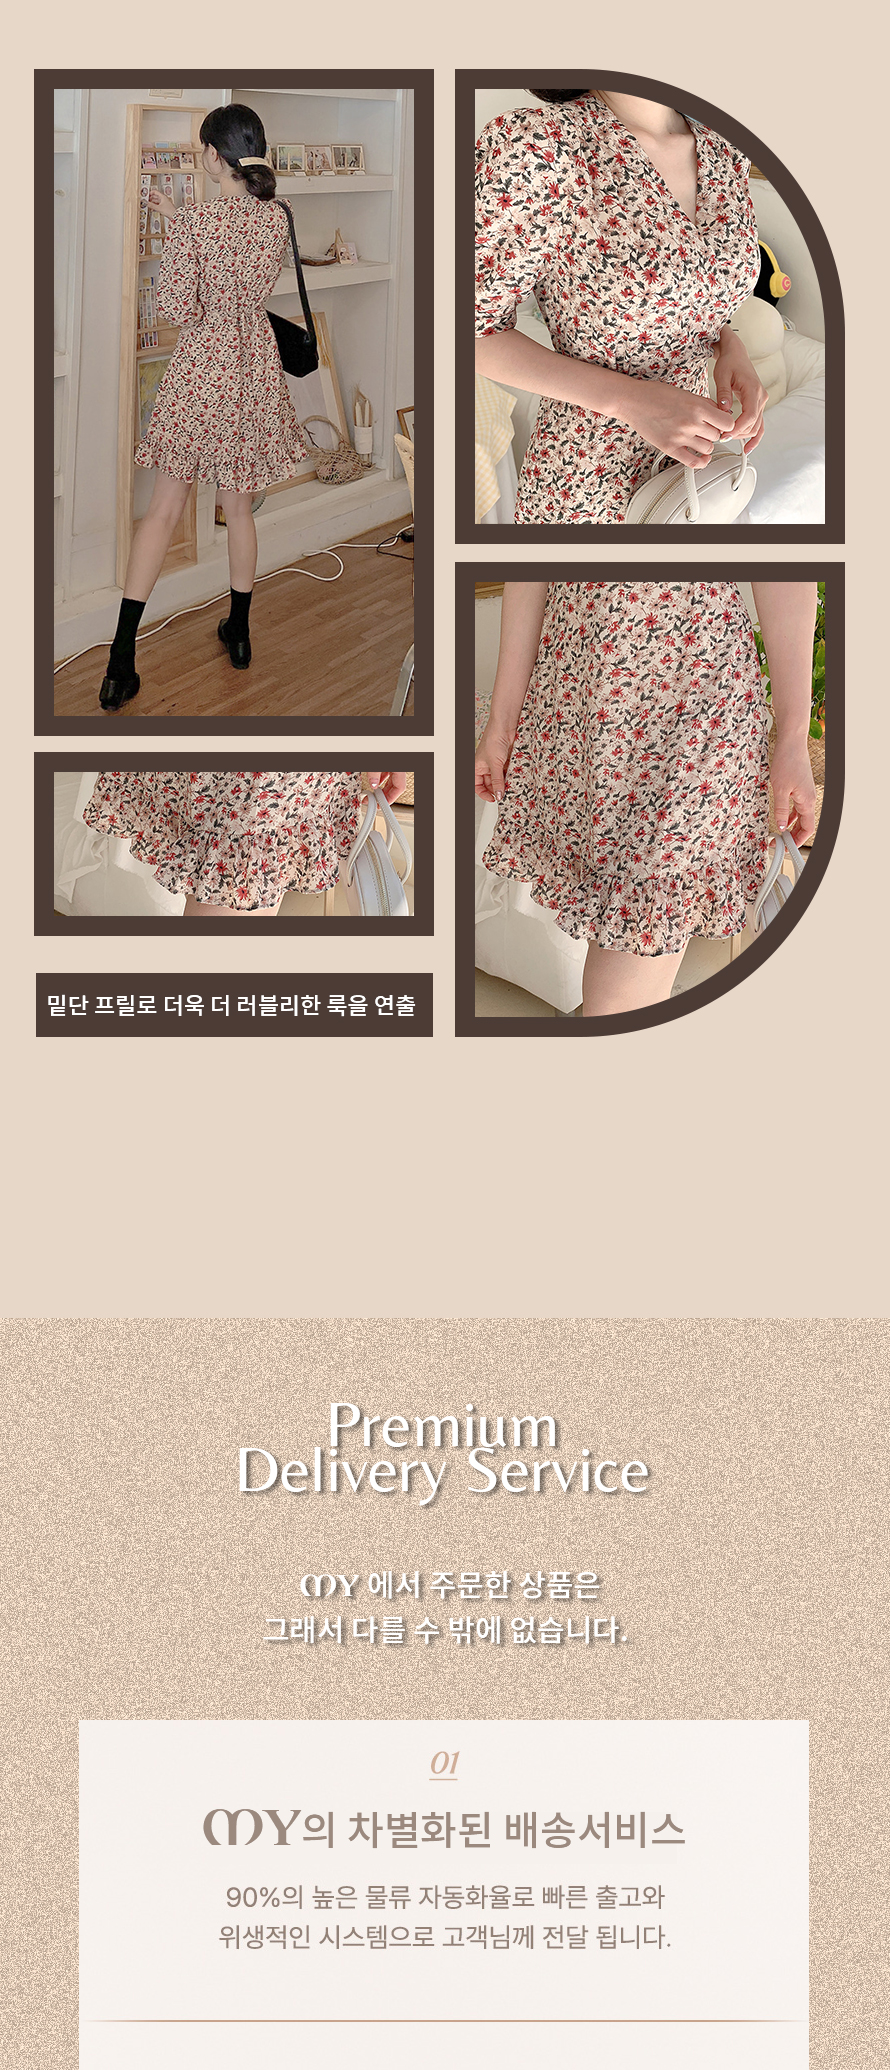 밑단 프릴로 더욱 더 러블리한 룩을 연출
Premium
Delivery Service
MY 에서 주문한 상품은
그래서 다를 수 밖에 없습니다.
01
MY의 차별화된 배송서비스
90%의 높은 물류 자동화율로 빠른 출고와
위생적인 시스템으로 고객님께 전달 됩니다.